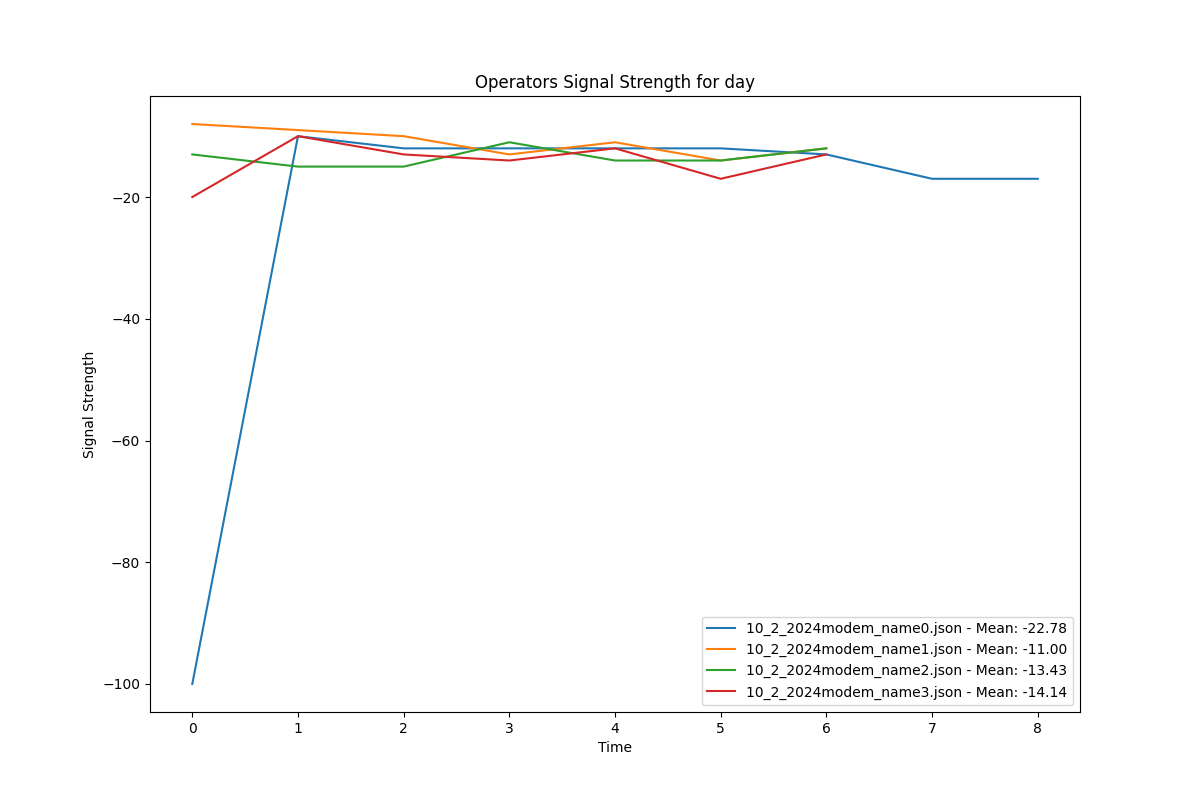 Operators Signal Strength for day
Signal Strength
−20
−40
−60
−80
−100
0 1 2 3 4 5 6 7 8
Time
10_2_2024modem_name0.json - Mean: -22.78
10_2_2024modem_name1.json - Mean: -11.00
10_2_2024modem_name2.json - Mean: -13.43
10_2_2024modem_name3.json - Mean: -14.14